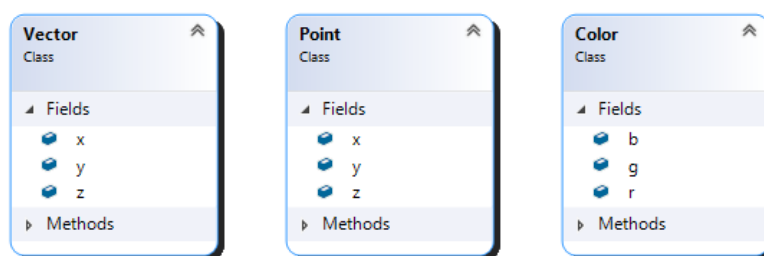 Vector
Class
Fields
x
y
z
Methods
Point
Class
Fields
x
y
z
Methods
Color
Class
Fields
b
g
r
Methods